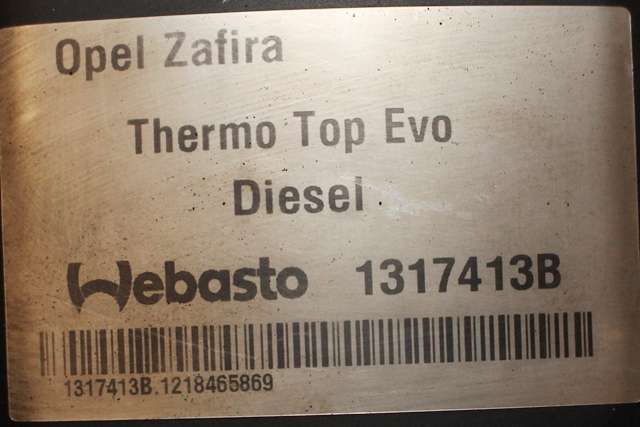 Opel Zafira
Thermo Top Evo
Diesel
Webasto 1317413B
1317413B.1218465869